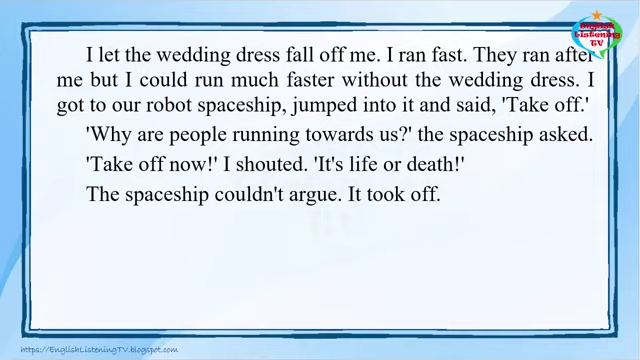 English
Listening
TV
I let the wedding dress fall off me. I ran fast. They ran after
me but I could run much faster without the wedding dress. I
got to our robot spaceship, jumped into it and said, 'Take off.'
'Why are people running towards us?' the spaceship asked.
'Take off now!' I shouted. 'It's life or death!'
The spaceship couldn't argue. It took off.
https://EnglishListeningTV.blogspot.com